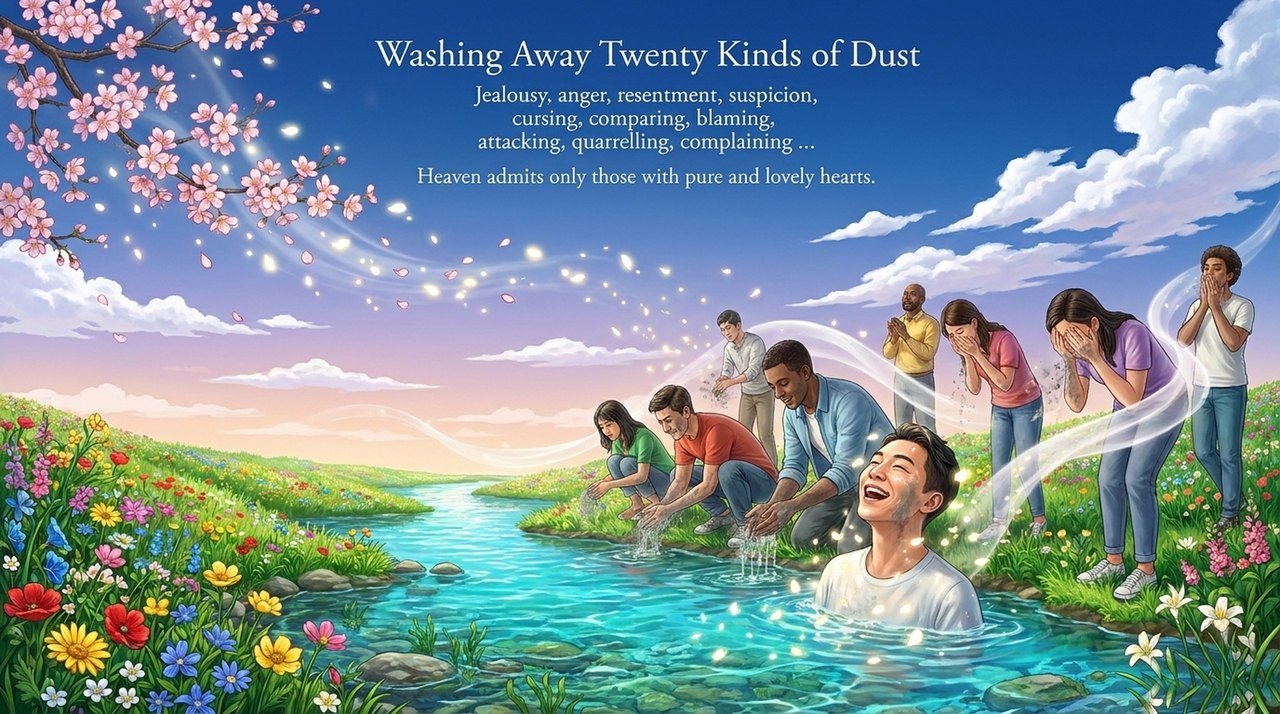 Washing Away Twenty Kinds of Dust
Jealousy, anger, resentment, suspicion,
cursing, comparing, blaming,
attacking, quarrelling, complaining ...
Heaven admits only those with pure and lovely hearts.